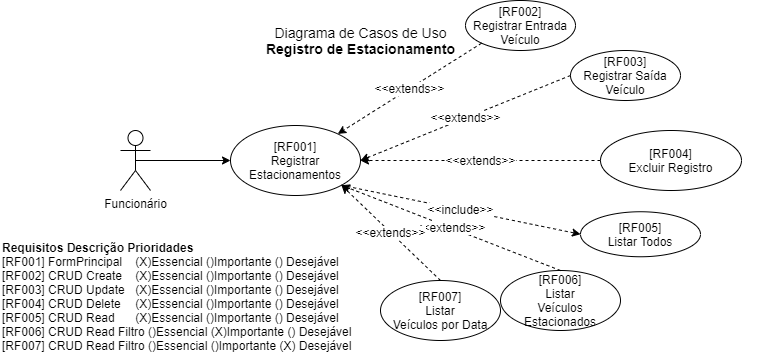 Diagrama de Casos de Uso
Registro de Estacionamento
[RF002]
Registrar Entrada
Veículo
[RF003]
Registrar Saída
Veículo
<<extends>>
<<extends>>
[RF001]
Registrar
Estacionamentos
<<extends>>
[RF004]
Excluir Registro
Funcionário
<<include>>
<<extends>>
<<extends>>
[RF005]
Listar Todos
[RF006]
Listar
Veículos
Estacionados
[RF007]
Listar
Veículos por Data
Requisitos Descrição Prioridades
[RF001] FormPrincipal (X)Essencial ()Importante () Desejável
[RF002] CRUD Create (X)Essencial ()Importante () Desejável
[RF003] CRUD Update (X)Essencial ()Importante () Desejável
[RF004] CRUD Delete (X)Essencial ()Importante () Desejável
[RF005] CRUD Read (X)Essencial ()Importante () Desejável
[RF006] CRUD Read Filtro ()Essencial (X)Importante () Desejável
[RF007] CRUD Read Filtro ()Essencial ()Importante (X) Desejável